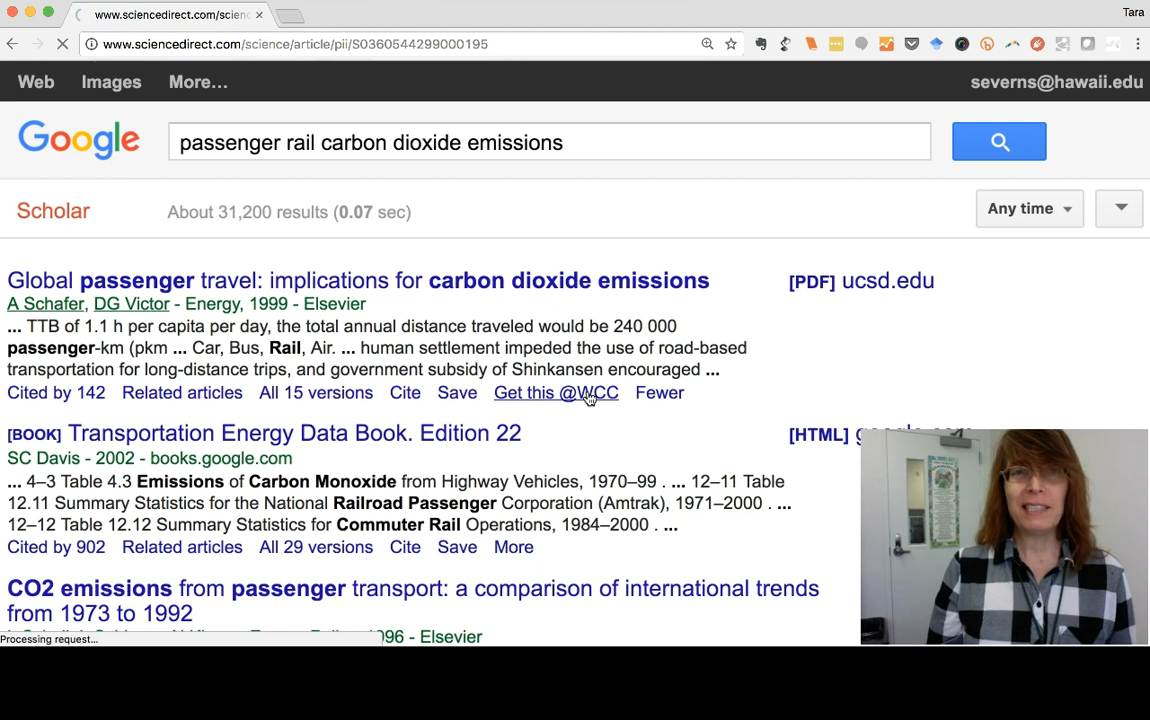 www.sciencedirect.com/scienc
Tara
www.sciencedirect.com/science/article/pii/S0360544299000195
Web Images More…
severns@hawaii.edu
Google
passenger rail carbon dioxide emissions
Scholar
About 31,200 results (0.07 sec)
Any time
Global passenger travel: implications for carbon dioxide emissions
[PDF] ucsd.edu
A Schafer, DG Victor - Energy, 1999 - Elsevier
... TTB of 1.1 h per capita per day, the total annual distance traveled would be 240 000
passenger-km (pkm ... Car, Bus, Rail, Air. ... human settlement impeded the use of road-based
transportation for long-distance trips, and government subsidy of Shinkansen encouraged ...
Cited by 142 Related articles All 15 versions Cite Save Get this @WCC Fewer
[BOOK] Transportation Energy Data Book. Edition 22
[HTML]
SC Davis - 2002 - books.google.com
... 4–3 Table 4.3 Emissions of Carbon Monoxide from Highway Vehicles, 1970–99 . ... 12–11 Table
12.11 Summary Statistics for the National Railroad Passenger Corporation (Amtrak), 1971–2000 . ...
12–12 Table 12.12 Summary Statistics for Commuter Rail Operations, 1984–2000 . ...
Cited by 902 Related articles All 29 versions Cite Save More
CO2 emissions from passenger transport: a comparison of international trends
from 1973 to 1992
996 - Elsevier
Processing request...